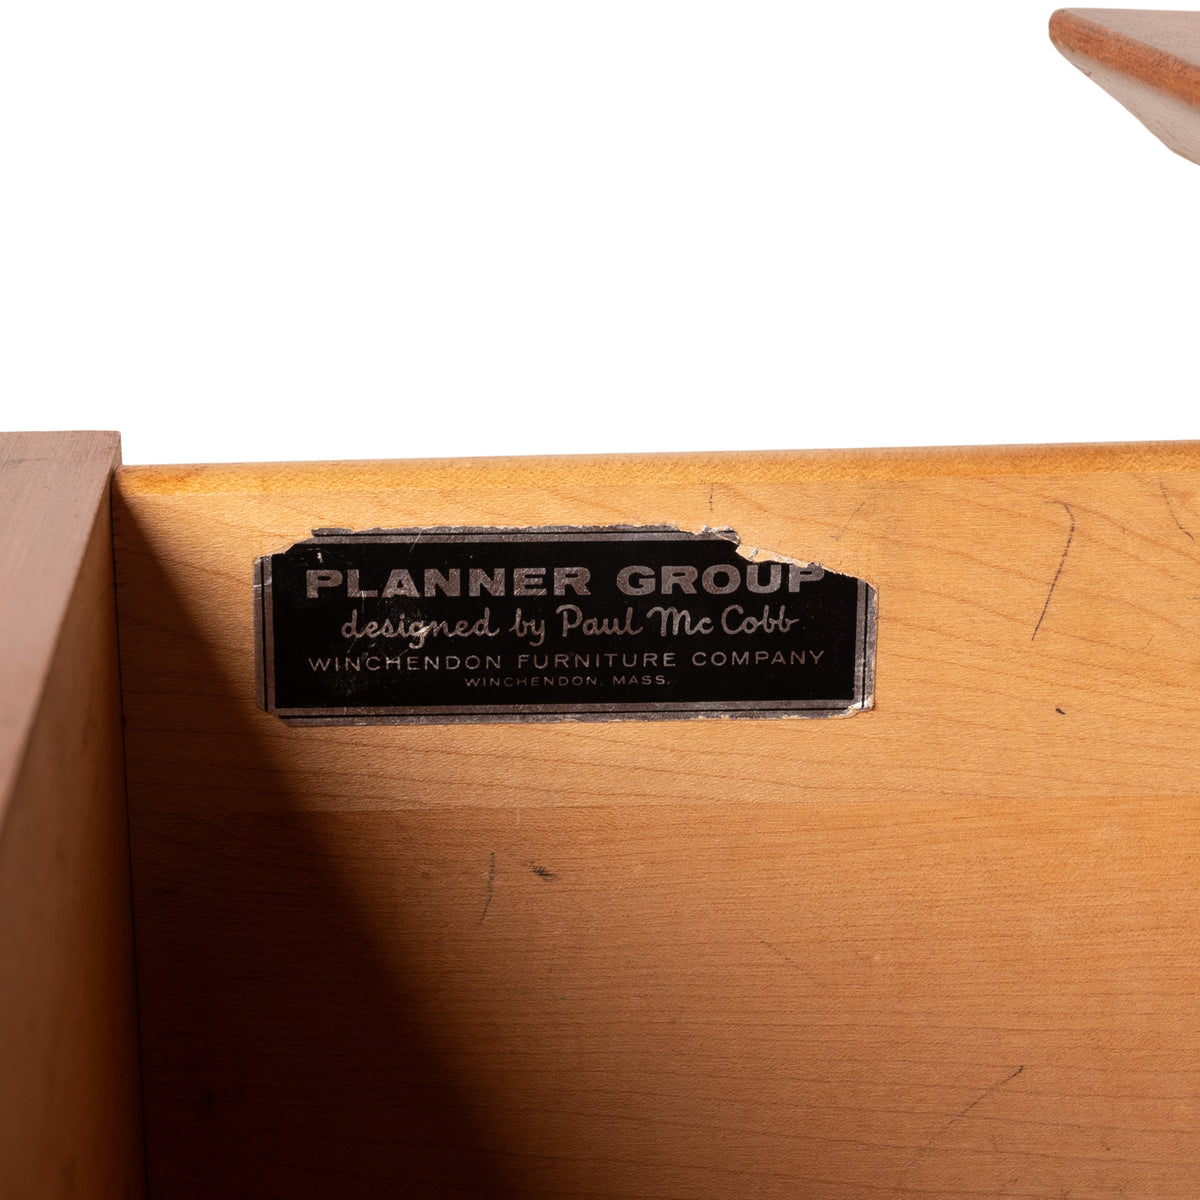 PLANNER GROUP
designed by Paul Mc Cobb
WINCHENDON FURNITURE COMPANY
WINCHENDON, MASS.